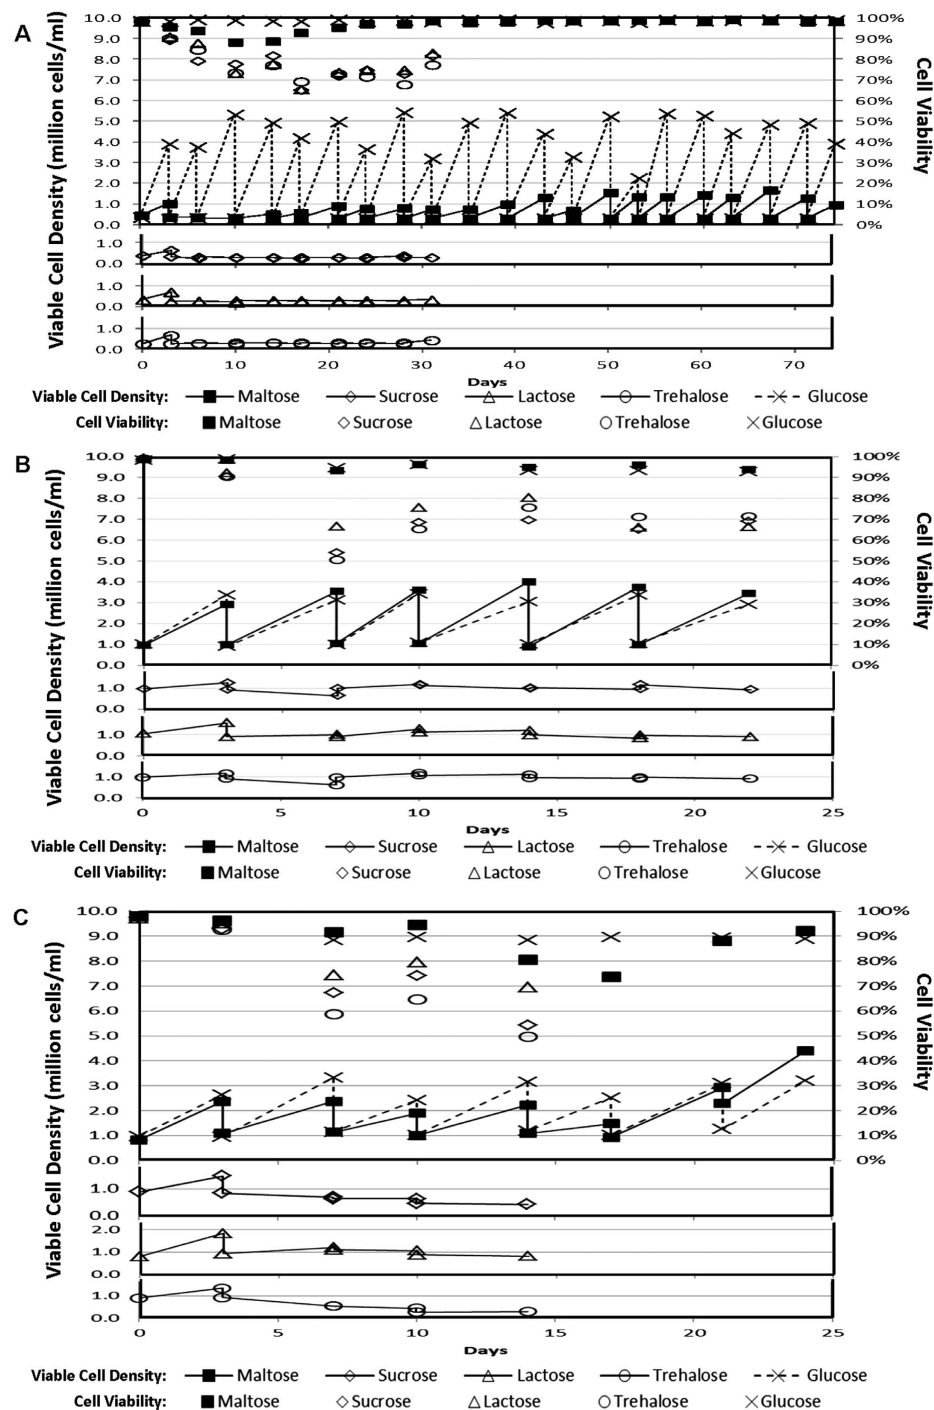 A
Viable Cell Density (million cells/ml)
Cell Viability
10.0 100%
9.0 90%
8.0 80%
7.0 70%
6.0 60%
5.0 50%
4.0 40%
3.0 30%
2.0 20%
1.0 10%
0.0 0%
1.0
0.0
1.0
0.0
1.0
0.0
0 10 20 30 40 50 60 70
Days
Viable Cell Density: Maltose Sucrose Lactose Trehalose Glucose
Cell Viability: Maltose Sucrose Lactose Trehalose Glucose
B
Viable Cell Density (million cells/ml)
Cell Viability
10.0 100%
9.0 90%
8.0 80%
7.0 70%
6.0 60%
5.0 50%
4.0 40%
3.0 30%
2.0 20%
1.0 10%
0.0 0%
1.0
0.0
1.0
0.0
1.0
0.0
0 5 10 15 20 25
Days
Viable Cell Density: Maltose Sucrose Lactose Trehalose Glucose
Cell Viability: Maltose Sucrose Lactose Trehalose Glucose
C
Viable Cell Density (million cells/ml)
Cell Viability
10.0 100%
9.0 90%
8.0 80%
7.0 70%
6.0 60%
5.0 50%
4.0 40%
3.0 30%
2.0 20%
1.0 10%
0.0 0%
1.0
0.0
2.0
1.0
0.0
1.0
0.0
0 5 10 15 20 25
Days
Viable Cell Density: Maltose Sucrose Lactose Trehalose Glucose
Cell Viability: Maltose Sucrose Lactose Trehalose Glucose